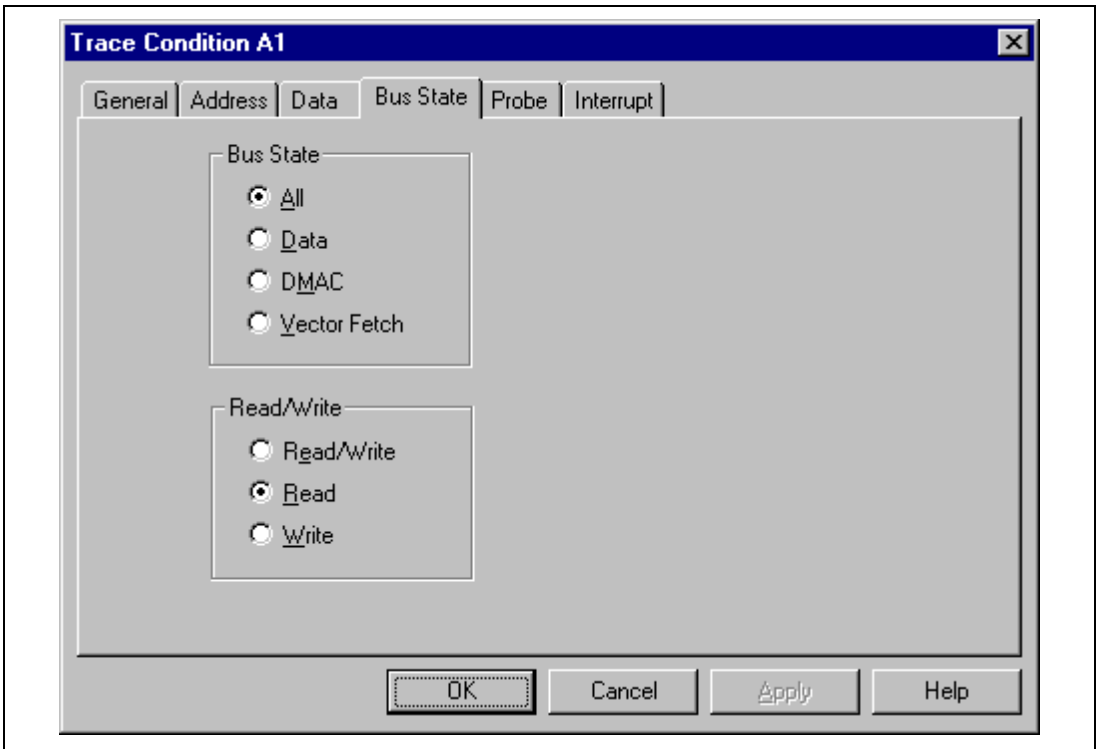 Trace Condition A1
General Address Data Bus State Probe Interrupt
Bus State
All
Data
DMAC
Vector Fetch
Read/Write
Read/Write
Read
Write
OK Cancel Apply Help